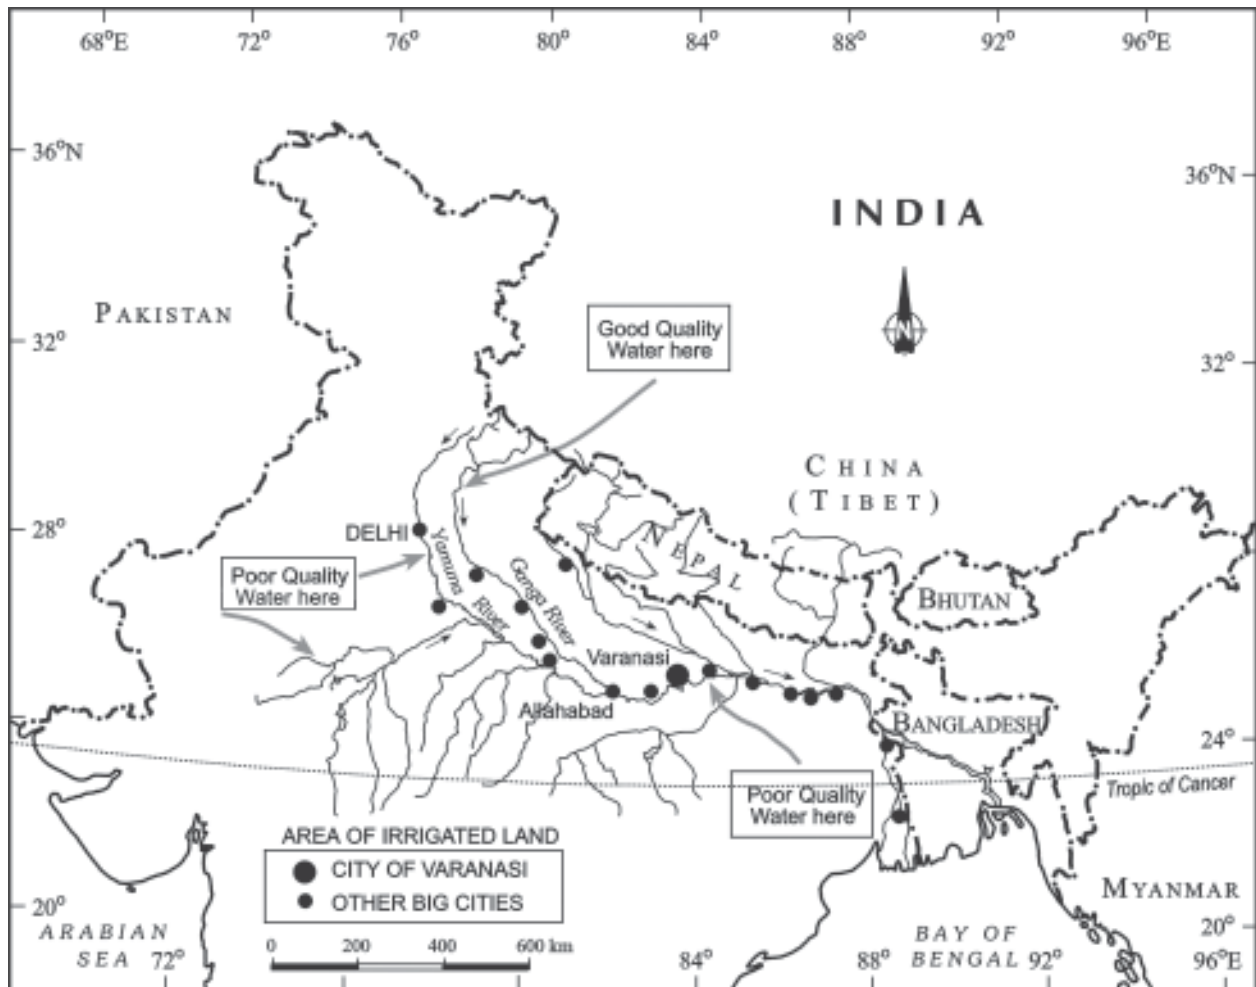 68°E 72° 76° 80° 84° 88° 92° 96°E
36°N
36°N
INDIA
PAKISTAN
Good Quality
Water here
32°
32°
N
CHINA
(TIBET)
28°
DELHI
NEPAL
Yamuna River
Ganga River
Poor Quality
Water here
BHUTAN
Varanasi
Allahabad
BANGLADESH
24°
Tropic of Cancer
Poor Quality
Water here
AREA OF IRRIGATED LAND
CITY OF VARANASI
OTHER BIG CITIES
MYANMAR
20°
20°
ARABIAN
SEA
BAY OF
BENGAL
0 200 400 600 km
72° 84° 88° 92° 96°E